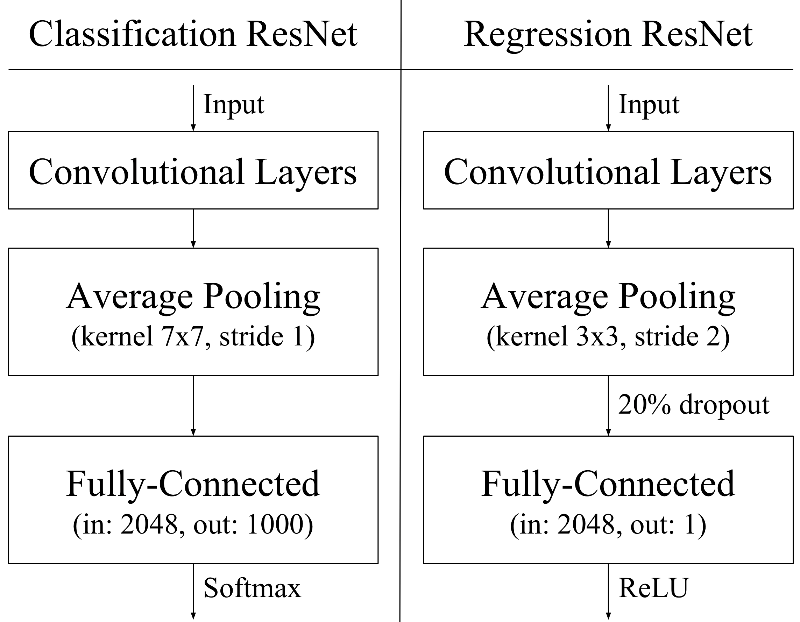 Classification ResNet
Input
Convolutional Layers
Average Pooling
(kernel 7x7, stride 1)
Fully-Connected
(in: 2048, out: 1000)
Softmax
Regression ResNet
Input
Convolutional Layers
Average Pooling
(kernel 3x3, stride 2)
20% dropout
Fully-Connected
(in: 2048, out: 1)
ReLU